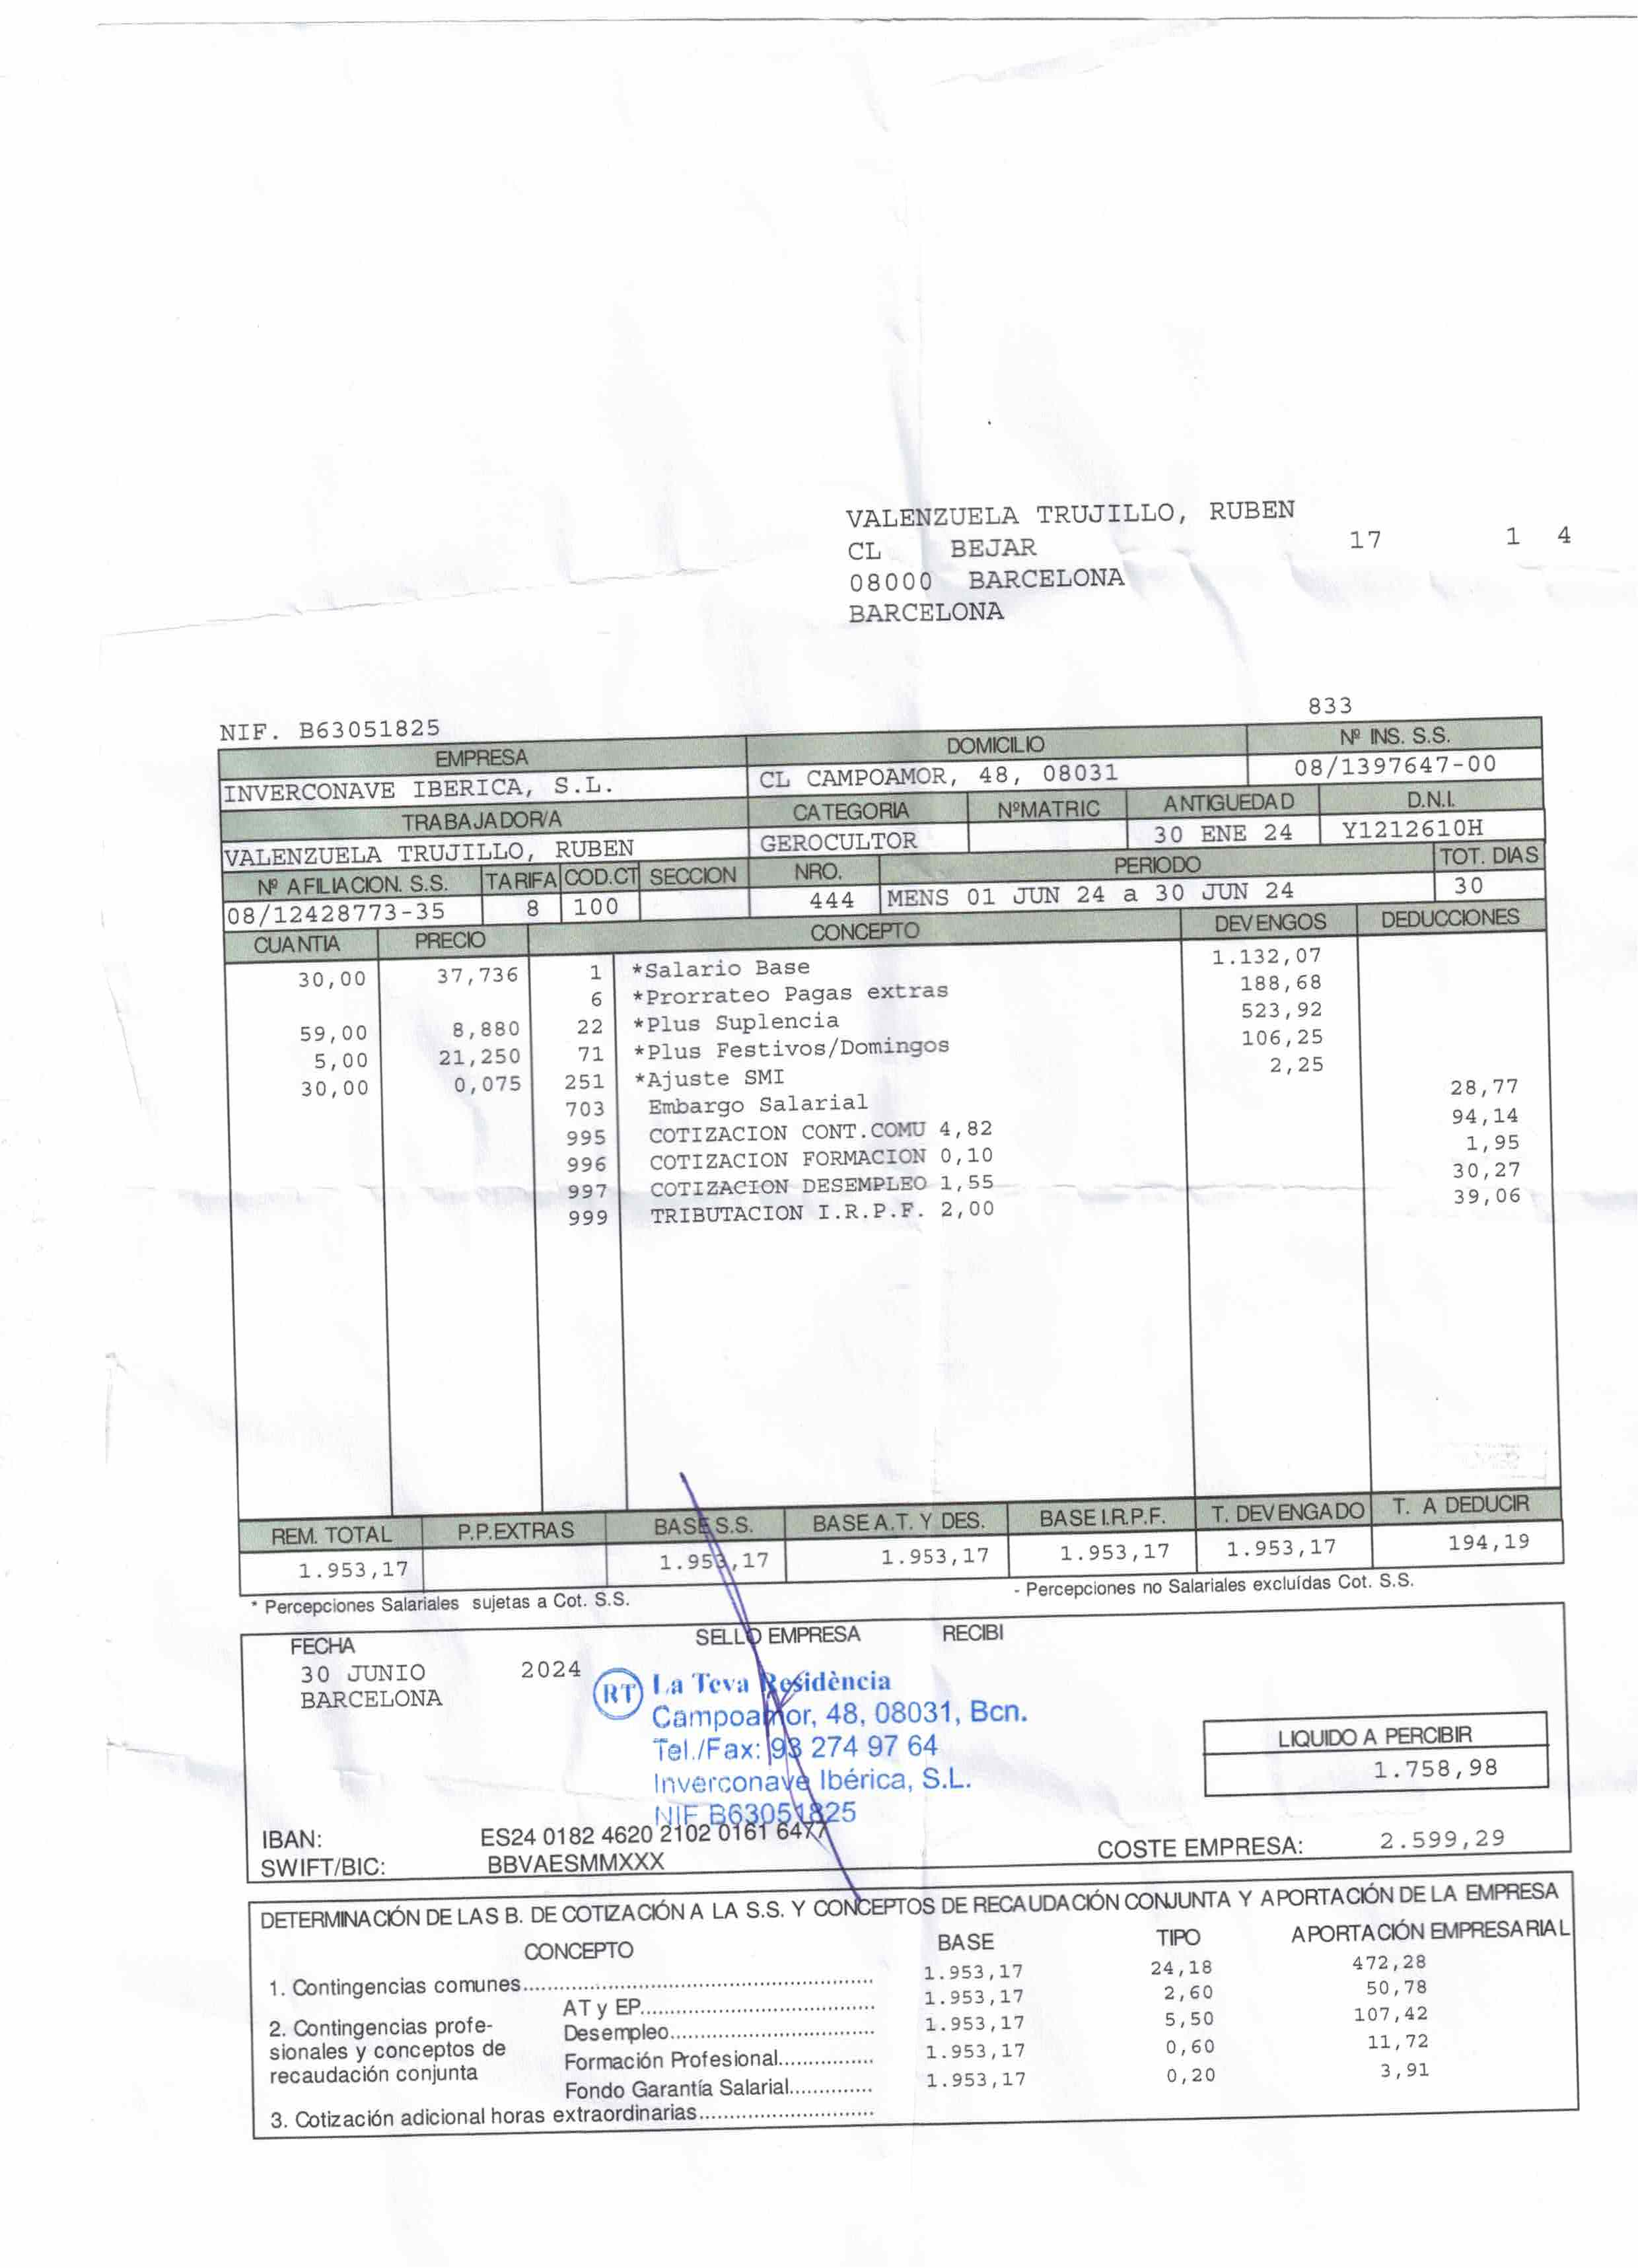 VALENZUELA TRUJILLO, RUBEN
CL BEJAR 17 1 4
08000 BARCELONA
BARCELONA
833
NIF. B63051825
EMPRESA DOMICILIO Nº INS. S.S.
INVERCONAVE IBERICA, S.L. CL CAMPOAMOR, 48, 08031 08/1397647-00
TRABAJADOR/A CATEGORIA NºMATRIC ANTIGUEDAD D.N.I.
VALENZUELA TRUJILLO, RUBEN GEROCULTOR 30 ENE 24 Y1212610H
Nº AFILIACION. S.S. TARIFA COD.CT SECCION NRO. PERIODO TOT. DIAS
08/12428773-35 8 100 444 MENS 01 JUN 24 a 30 JUN 24 30
CUANTIA PRECIO CONCEPTO DEVENGOS DEDUCCIONES
30,00 37,736 1 *Salario Base 1.132,07
6 *Prorrateo Pagas extras 188,68
59,00 8,880 22 *Plus Suplencia 523,92
5,00 21,250 71 *Plus Festivos/Domingos 106,25
30,00 0,075 251 *Ajuste SMI 2,25
703 Embargo Salarial 28,77
995 COTIZACION CONT.COMU 4,82 94,14
996 COTIZACION FORMACION 0,10 1,95
997 COTIZACION DESEMPLEO 1,55 30,27
999 TRIBUTACION I.R.P.F. 2,00 39,06
REM. TOTAL P.P.EXTRAS BASE S.S. BASE A.T. Y DES. BASE I.R.P.F. T. DEVENGADO T. A DEDUCIR
1.953,17 1.953,17 1.953,17 1.953,17 1.953,17 194,19
* Percepciones Salariales sujetas a Cot. S.S. - Percepciones no Salariales excluídas Cot. S.S.
FECHA SELLO EMPRESA RECIBI
30 JUNIO 2024
BARCELONA
RT La Teva Residència
Campoamor, 48, 08031, Bcn.
Tel./Fax: 93 274 97 64
Inverconave Ibérica, S.L.
NIF B63051825
LIQUIDO A PERCIBIR
1.758,98
IBAN: ES24 0182 4620 2102 0161 6477
SWIFT/BIC: BBVAESMMXXX
COSTE EMPRESA: 2.599,29
DETERMINACIÓN DE LAS B. DE COTIZACIÓN A LA S.S. Y CONCEPTOS DE RECAUDACIÓN CONJUNTA Y APORTACIÓN DE LA EMPRESA
CONCEPTO BASE TIPO APORTACIÓN EMPRESARIAL
1. Contingencias comunes 1.953,17 24,18 472,28
AT y EP 1.953,17 2,60 50,78
2. Contingencias profe- Desempleo 1.953,17 5,50 107,42
sionales y conceptos de Formación Profesional 1.953,17 0,60 11,72
recaudación conjunta Fondo Garantía Salarial 1.953,17 0,20 3,91
3. Cotización adicional horas extraordinarias